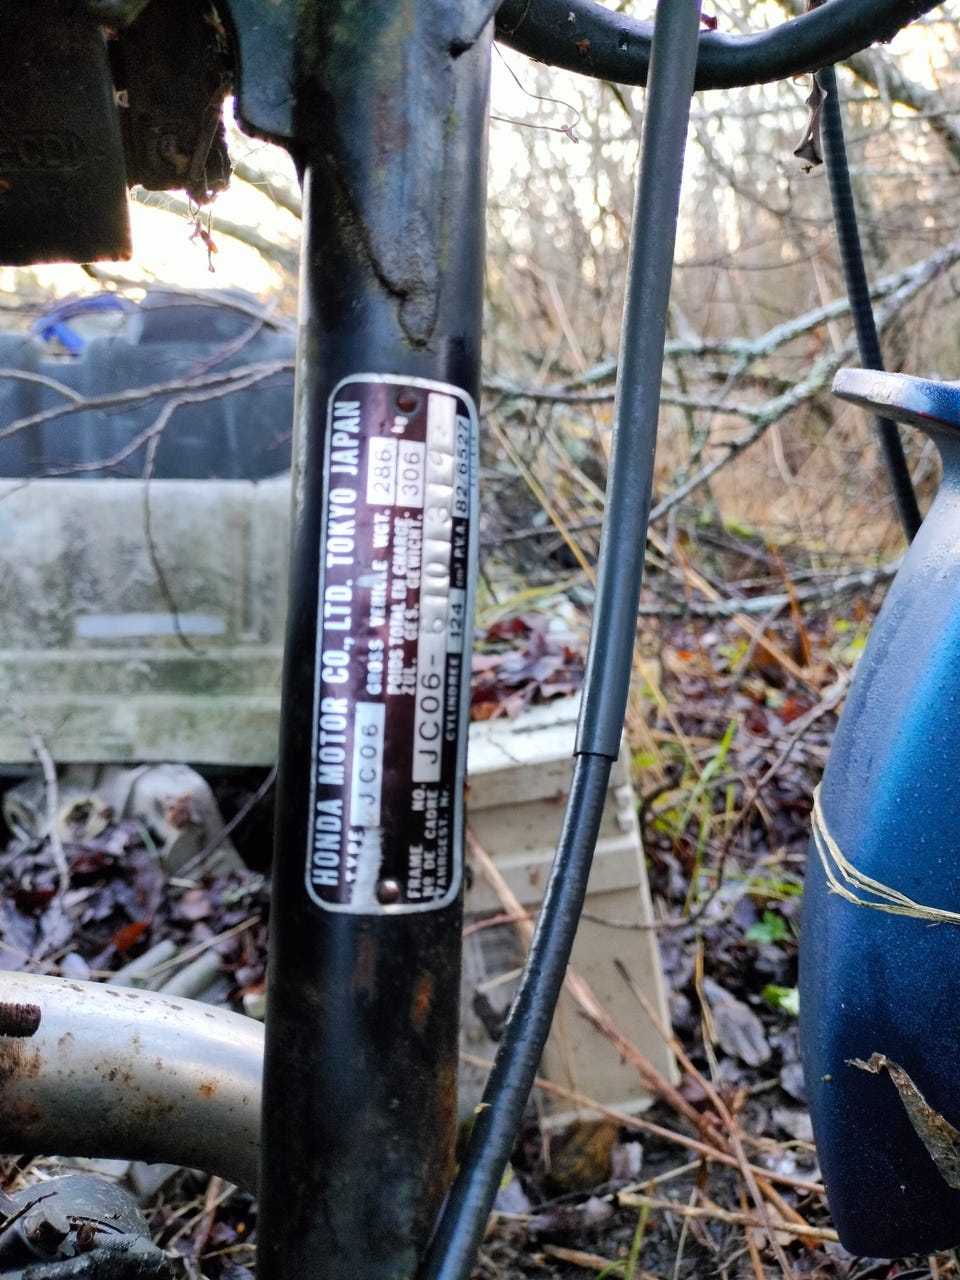 HONDA MOTOR CO., LTD. TOKYO JAPAN
TYPE JC06 GROSS VEHICLE WGT. 286 kg
POIDS TOTAL EN CHARGE. 306
ZUL. GES. GEWICHT.
FRAME NO. JC06-
NO DE CADRE
FAHRGEST. Nr. CYLINDREE 124 cm³ P.V.A. 82/6527